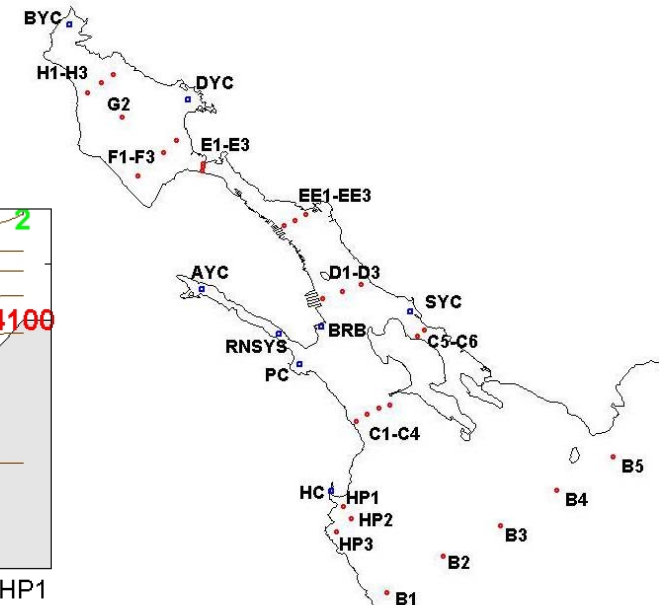 BYC
H1-H3
DYC
G2
E1-E3
F1-F3
EE1-EE3
2
AYC
D1-D3
SYC
4100
RNSYS
BRB
C5-C6
PC
C1-C4
B5
HC
HP1
B4
HP2
B3
HP3
B2
HP1
B1